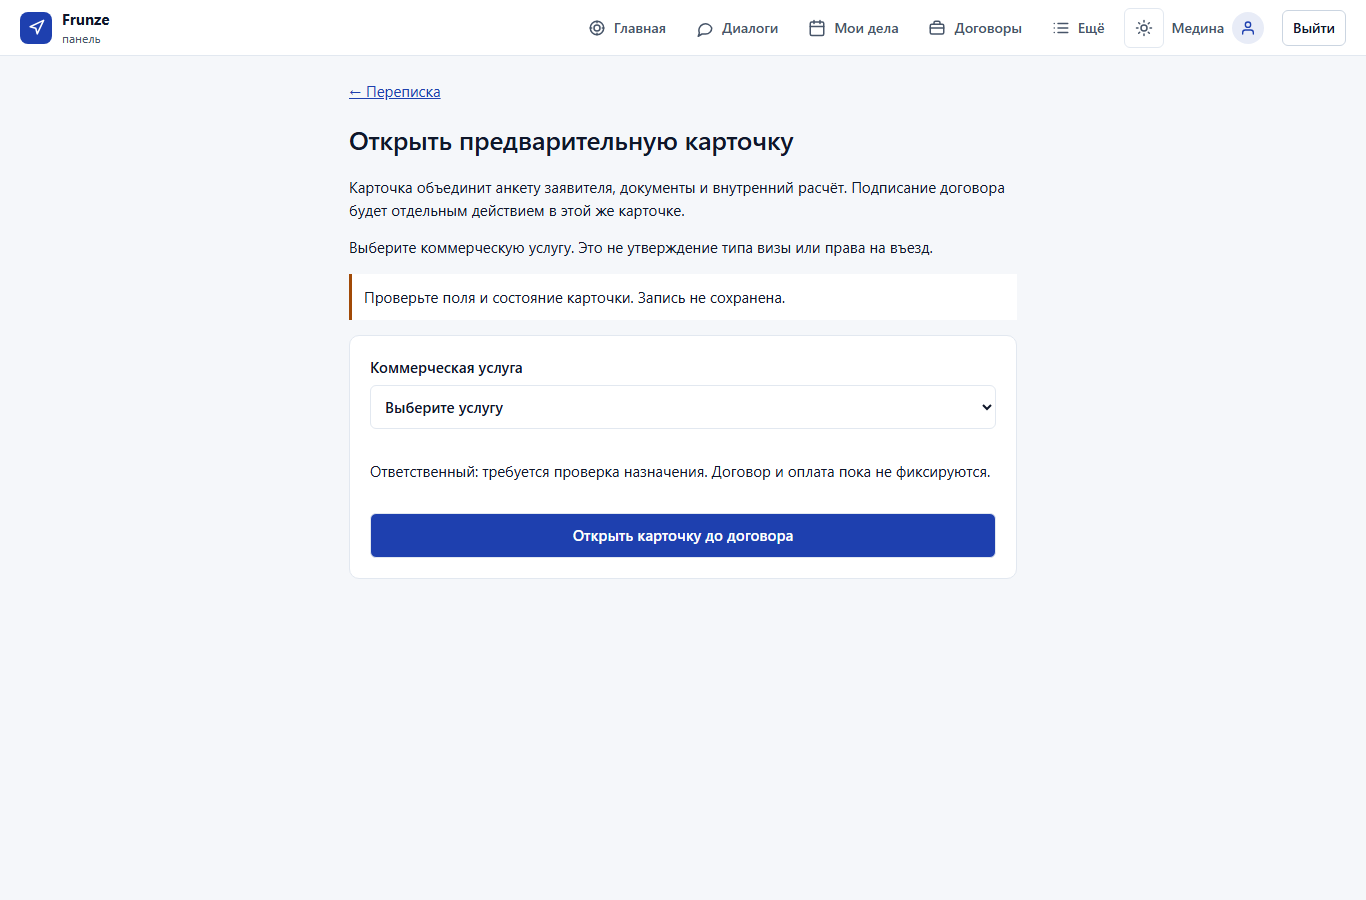 Frunze
панель
Главная
Диалоги
Мои дела
Договоры
Ещё
Медина
Выйти
← Переписка
Открыть предварительную карточку
Карточка объединит анкету заявителя, документы и внутренний расчёт. Подписание договора
будет отдельным действием в этой же карточке.
Выберите коммерческую услугу. Это не утверждение типа визы или права на въезд.
Проверьте поля и состояние карточки. Запись не сохранена.
Коммерческая услуга
Выберите услугу
Ответственный: требуется проверка назначения. Договор и оплата пока не фиксируются.
Открыть карточку до договора